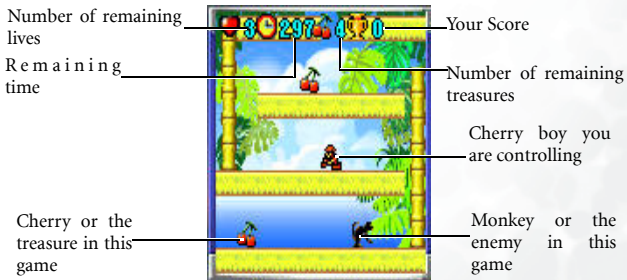 Number of remaining
lives
Remaining
time
3 297 4 0
Your Score
Number of remaining
treasures
Cherry boy you
are controlling
Cherry or the
treasure in this
game
Monkey or the
enemy in this
game